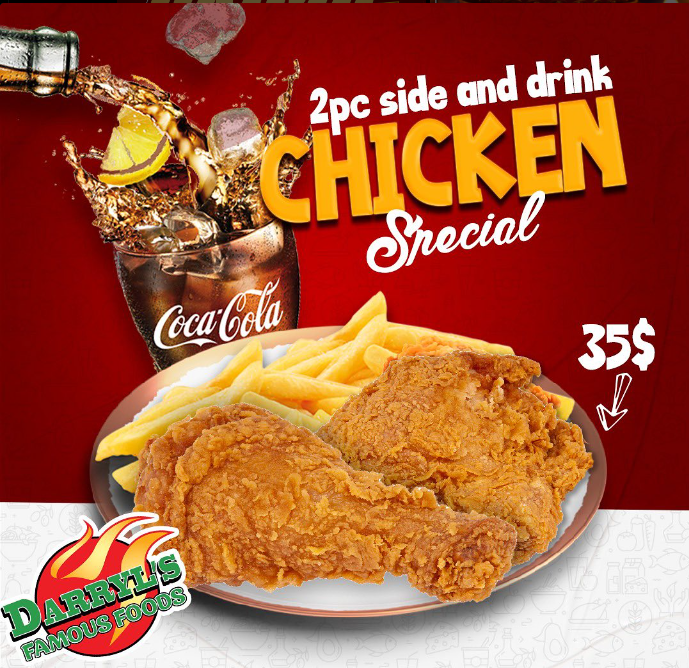 2pc side and drink
CHICKEN
Special
Coca-Cola
35$
DARRYL'S
FAMOUS FOODS